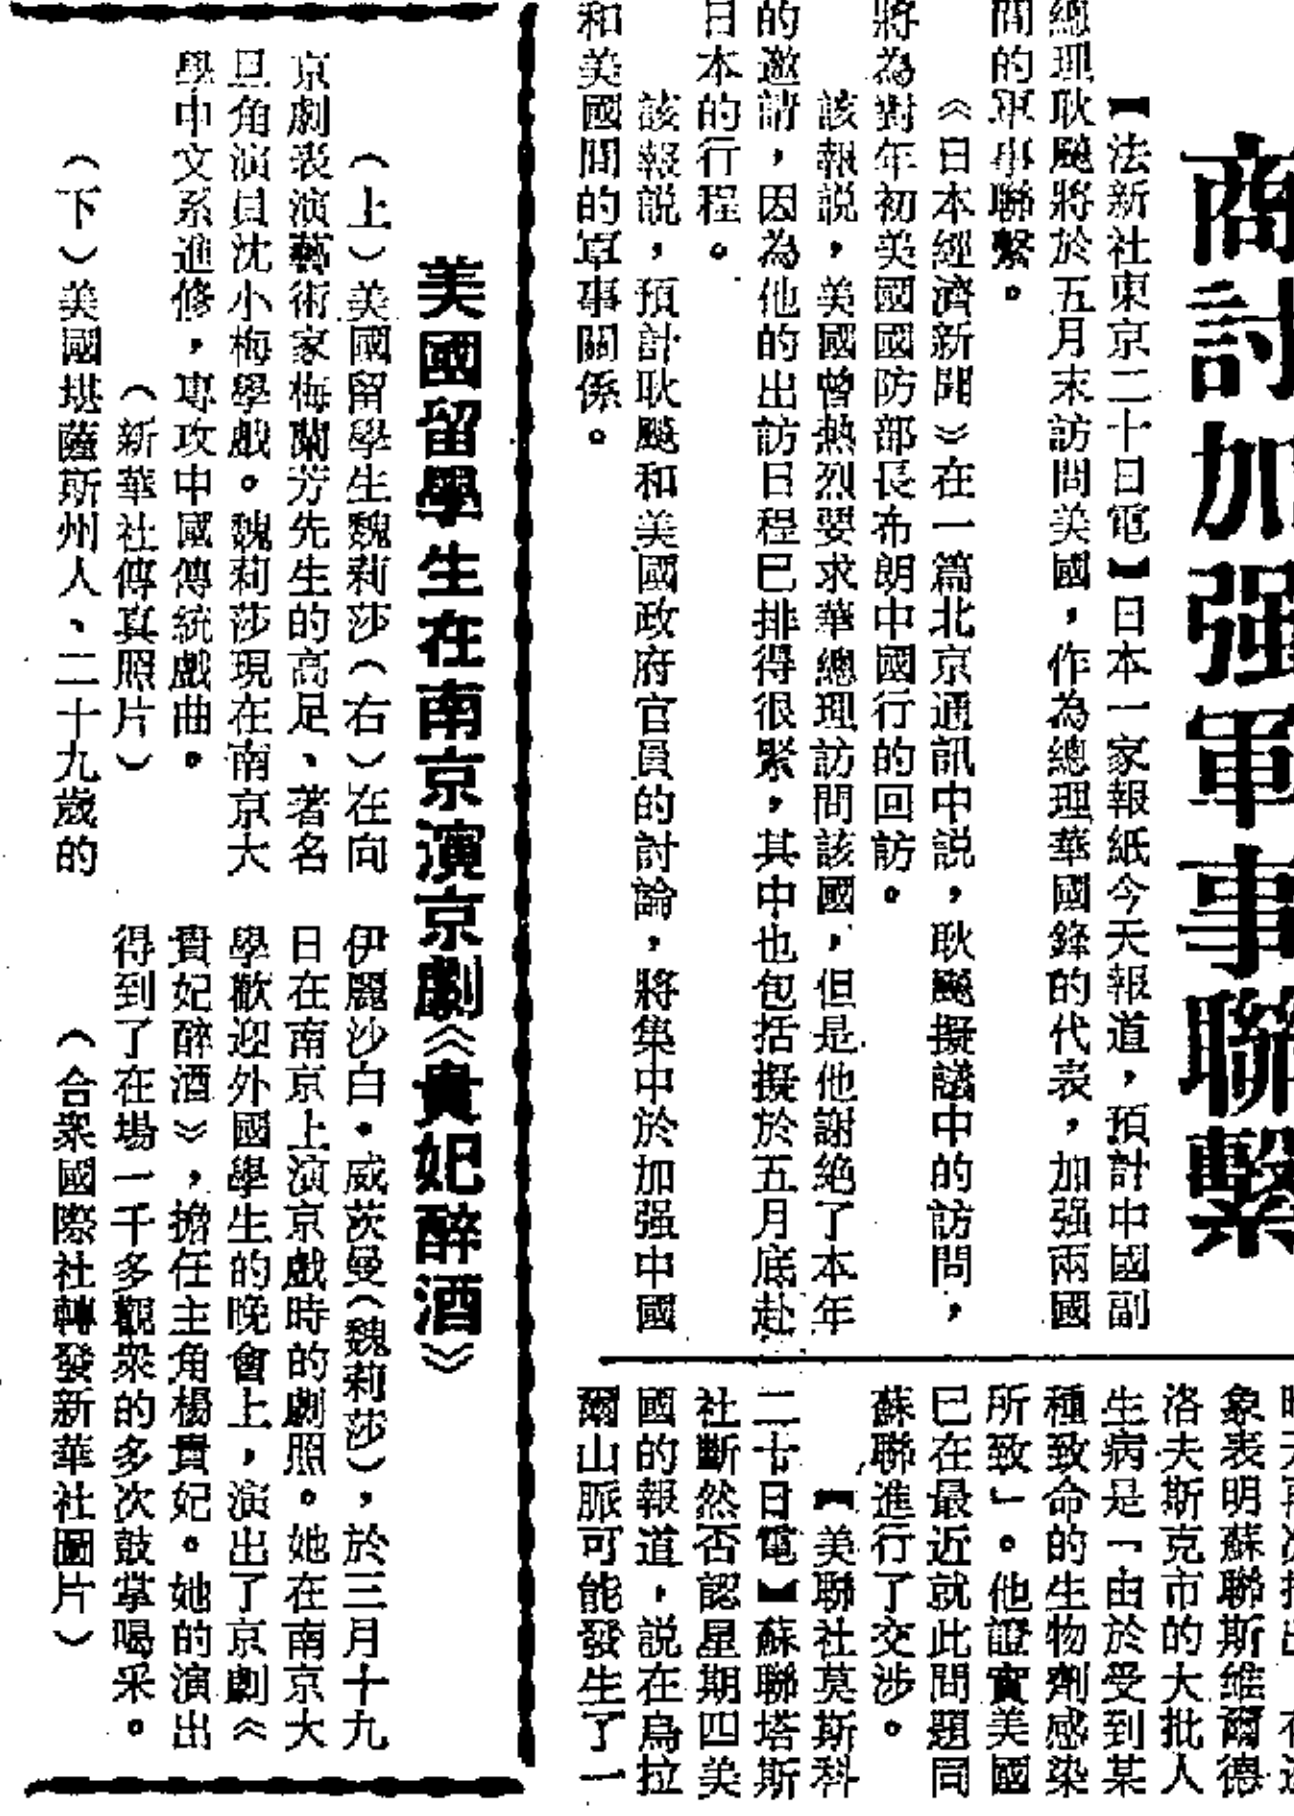 商討加强軍事聯繫
【法新社東京二十日電】日本一家報紙今天報道，預計中國副
總理耿飈將於五月末訪問美國，作為總理華國鋒的代表，加强兩國
間的軍事聯繫。
《日本經濟新聞》在一篇北京通訊中説，耿飈擬議中的訪問，
將為對年初美國國防部長布朗中國行的回訪。
該報説，美國曾熱烈要求華總理訪問該國，但是他謝絶了本年
的邀請，因為他的出訪日程已排得很緊，其中也包括擬於五月底赴
日本的行程。
該報説，預計耿飈和美國政府官員的討論，將集中於加强中國
和美國間的軍事關係。
象表明蘇聯斯維爾德
洛夫斯克市的大批人
生病是「由於受到某
種致命的生物劑感染
所致」。他證實美國
已在最近就此問題同
蘇聯進行了交涉。
【美聯社莫斯科
二十日電】蘇聯塔斯
社斷然否認星期四美
國的報道，説在烏拉
爾山脈可能發生了一
美國留學生在南京演京劇《貴妃醉酒》
（上）美國留學生魏莉莎（右）在向
京劇表演藝術家梅蘭芳先生的高足、著名
旦角演員沈小梅學戲。魏莉莎現在南京大
學中文系進修，專攻中國傳統戲曲。
（新華社傳真照片）
（下）美國堪薩斯州人、二十九歲的
伊麗沙白・威茨曼（魏莉莎），於三月十九
日在南京上演京戲時的劇照。她在南京大
學歡迎外國學生的晚會上，演出了京劇《
貴妃醉酒》，擔任主角楊貴妃。她的演出
得到了在場一千多觀衆的多次鼓掌喝采。
（合衆國際社轉發新華社圖片）